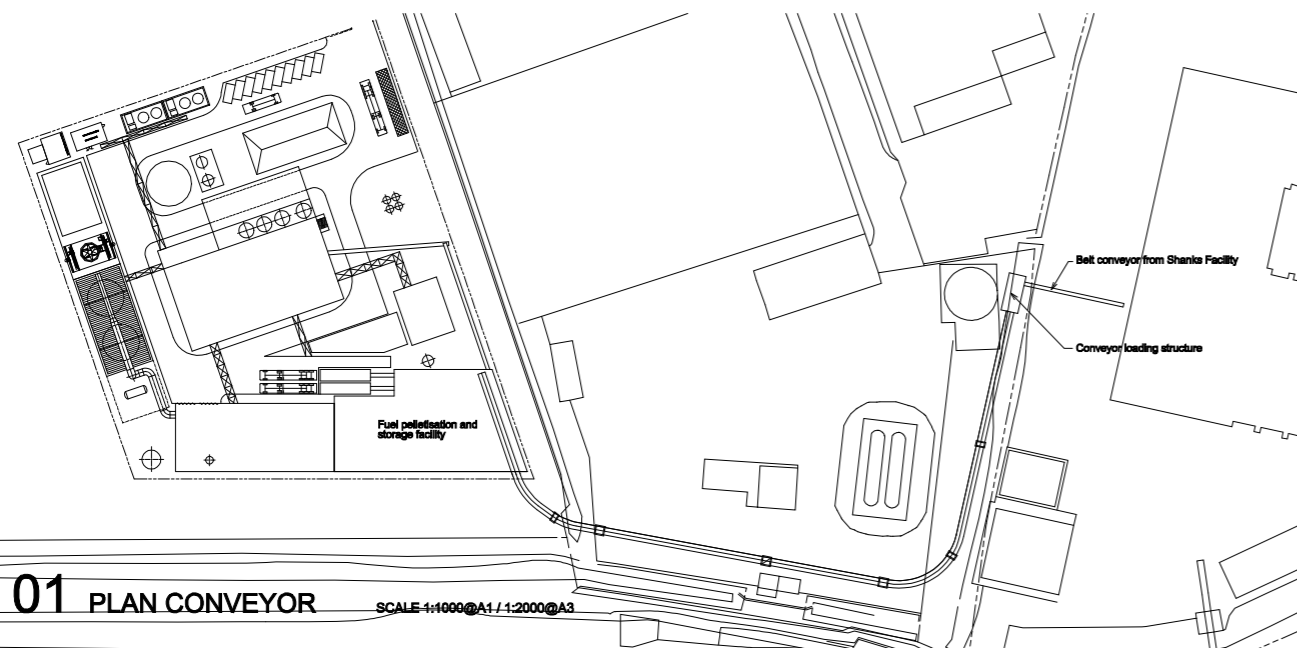 Belt conveyor from Shanks Facility
Conveyor loading structure
Fuel pelletisation and
storage facility
01 PLAN CONVEYOR SCALE 1:1000@A1 / 1:2000@A3